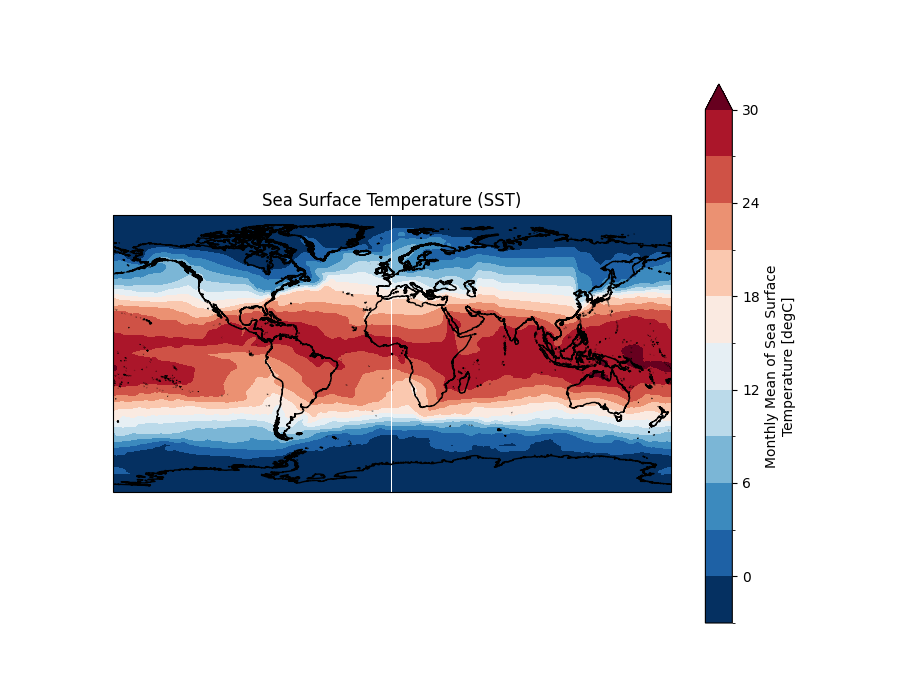 Sea Surface Temperature (SST)
30
24
18
12
6
0
Monthly Mean of Sea Surface
Temperature [degC]